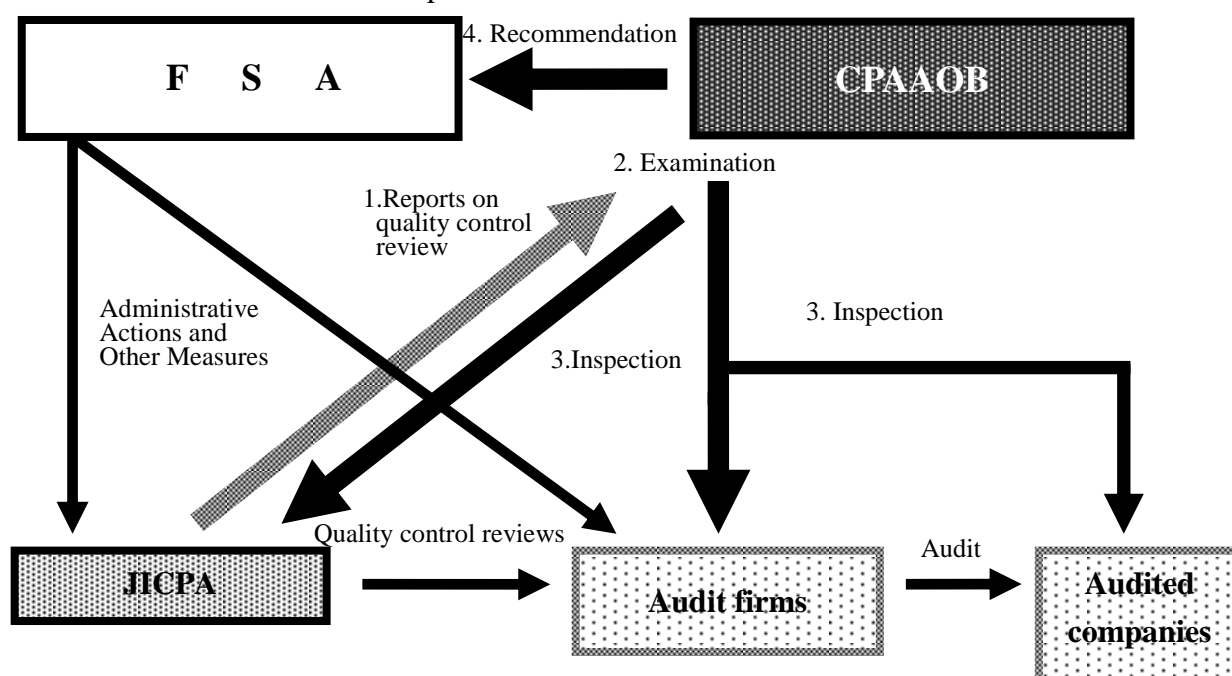 4. Recommendation
F S A
CPAAOB
2. Examination
1.Reports on
quality control
review
Administrative
Actions and
Other Measures
3. Inspection
3.Inspection
Quality control reviews
Audit
JICPA
Audit firms
Audited
companies